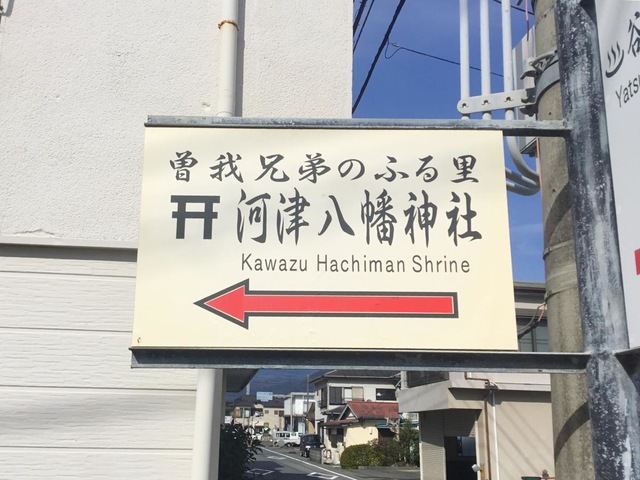 曽我兄弟のふる里
河津八幡神社
Kawazu Hachiman Shrine